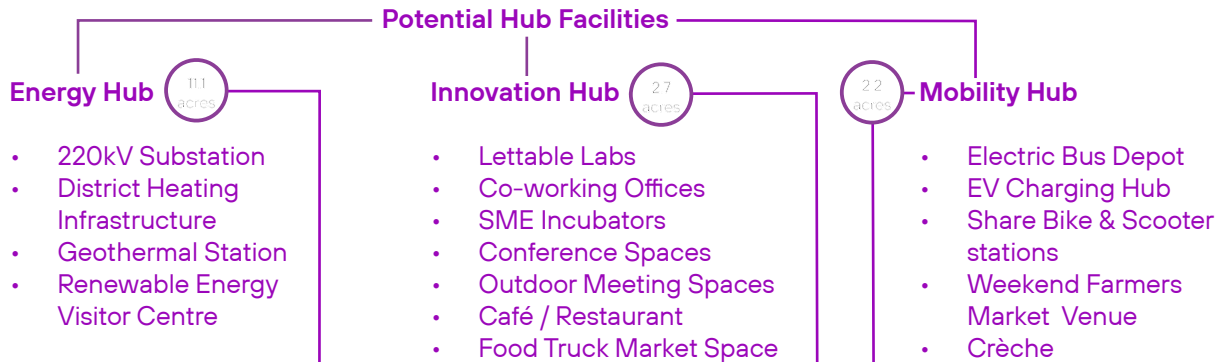 Potential Hub Facilities
Energy Hub
111
acres
• 220kV Substation
• District Heating
Infrastructure
• Geothermal Station
• Renewable Energy
Visitor Centre
Innovation Hub
27
acres
• Lettable Labs
• Co-working Offices
• SME Incubators
• Conference Spaces
• Outdoor Meeting Spaces
• Café / Restaurant
• Food Truck Market Space
22
acres
Mobility Hub
• Electric Bus Depot
• EV Charging Hub
• Share Bike & Scooter
stations
• Weekend Farmers
Market Venue
• Crèche